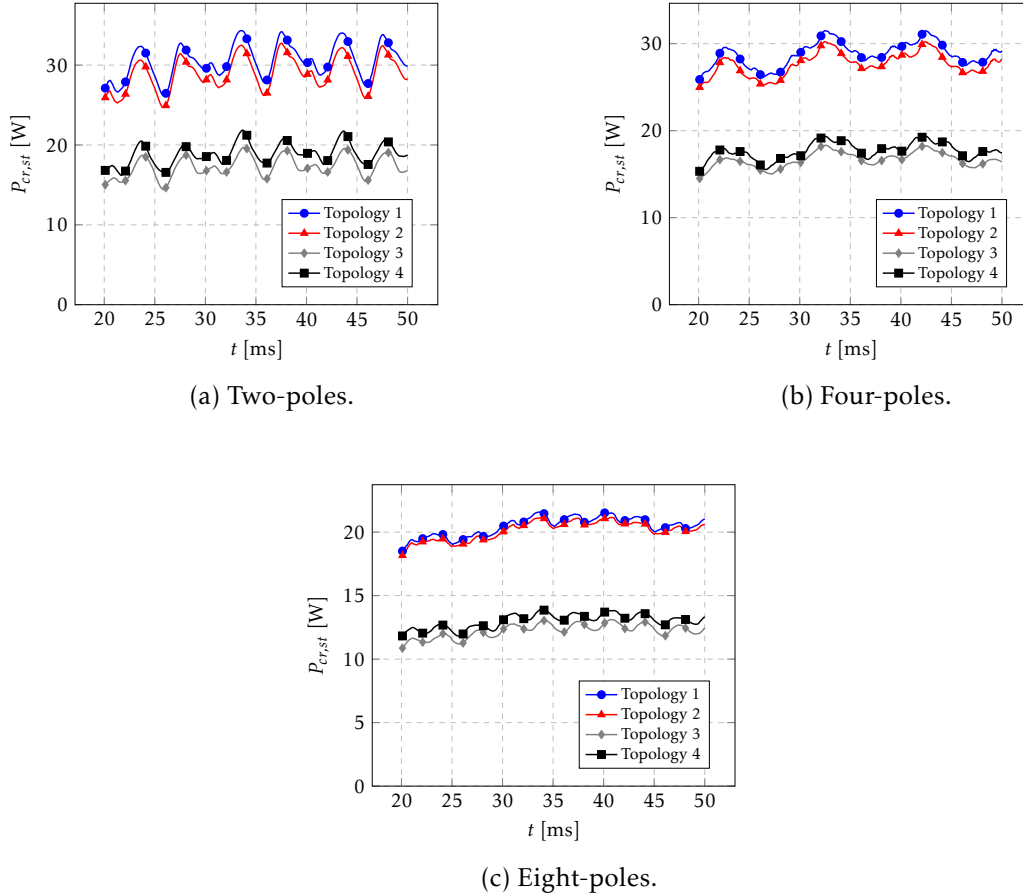 30
20
10
0
20 25 30 35 40 45 50
P_{cr,st} [W]
t [ms]
Topology 1
Topology 2
Topology 3
Topology 4
(a) Two-poles.
30
20
10
0
20 25 30 35 40 45 50
P_{cr,st} [W]
t [ms]
Topology 1
Topology 2
Topology 3
Topology 4
(b) Four-poles.
20
15
10
5
0
20 25 30 35 40 45 50
P_{cr,st} [W]
t [ms]
Topology 1
Topology 2
Topology 3
Topology 4
(c) Eight-poles.